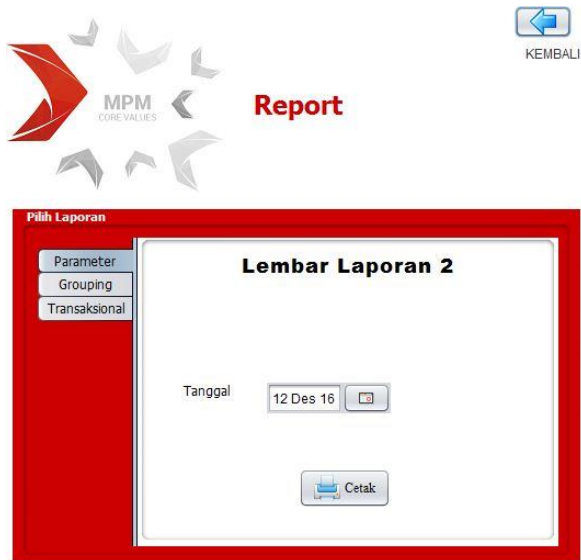 KEMBALI
MPM
CORE VALUES
Report
Pilih Laporan
Parameter
Grouping
Transaksional
Lembar Laporan 2
Tanggal
12 Des 16
Cetak